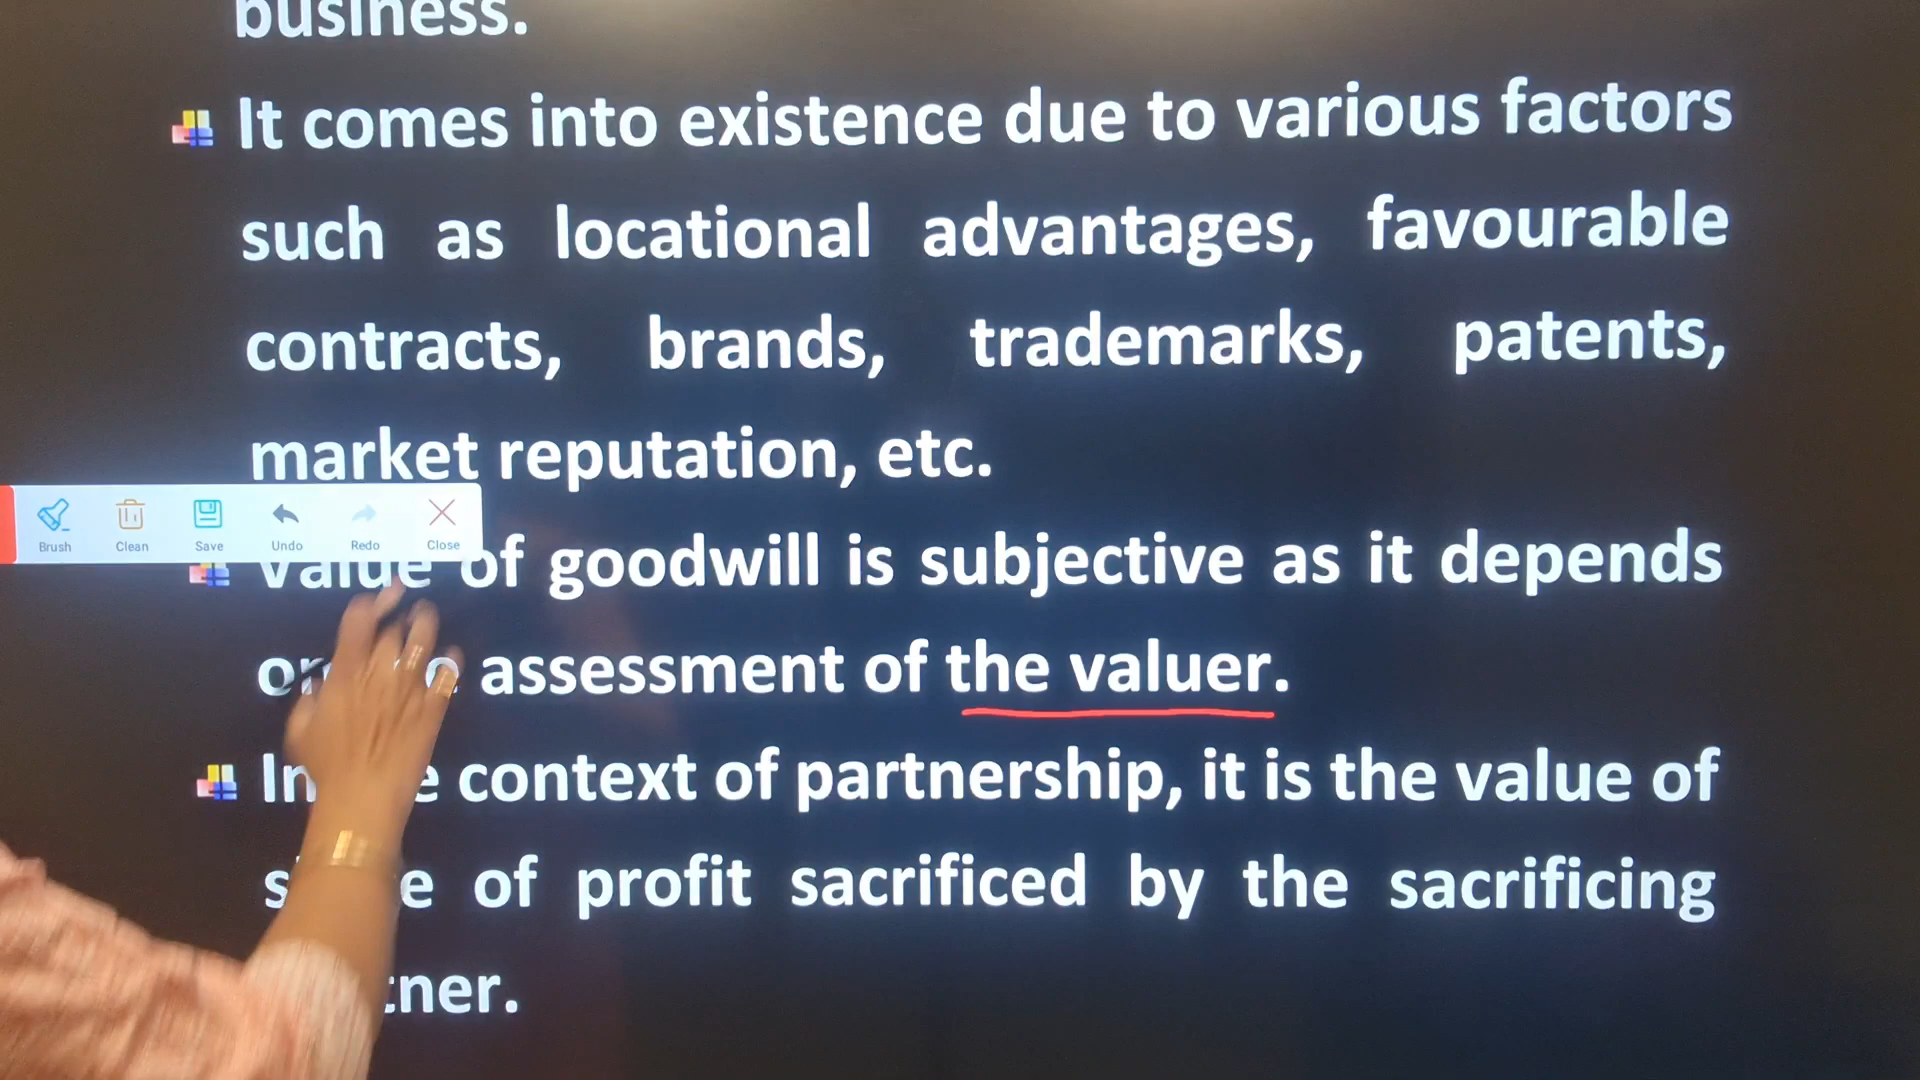 business.
It comes into existence due to various factors
such as locational advantages, favourable
contracts, brands, trademarks, patents,
market reputation, etc.
Brush Clean Save Undo Redo Close
Value of goodwill is subjective as it depends
assessment of the valuer.
context of partnership, it is the value of
of profit sacrificed by the sacrificing